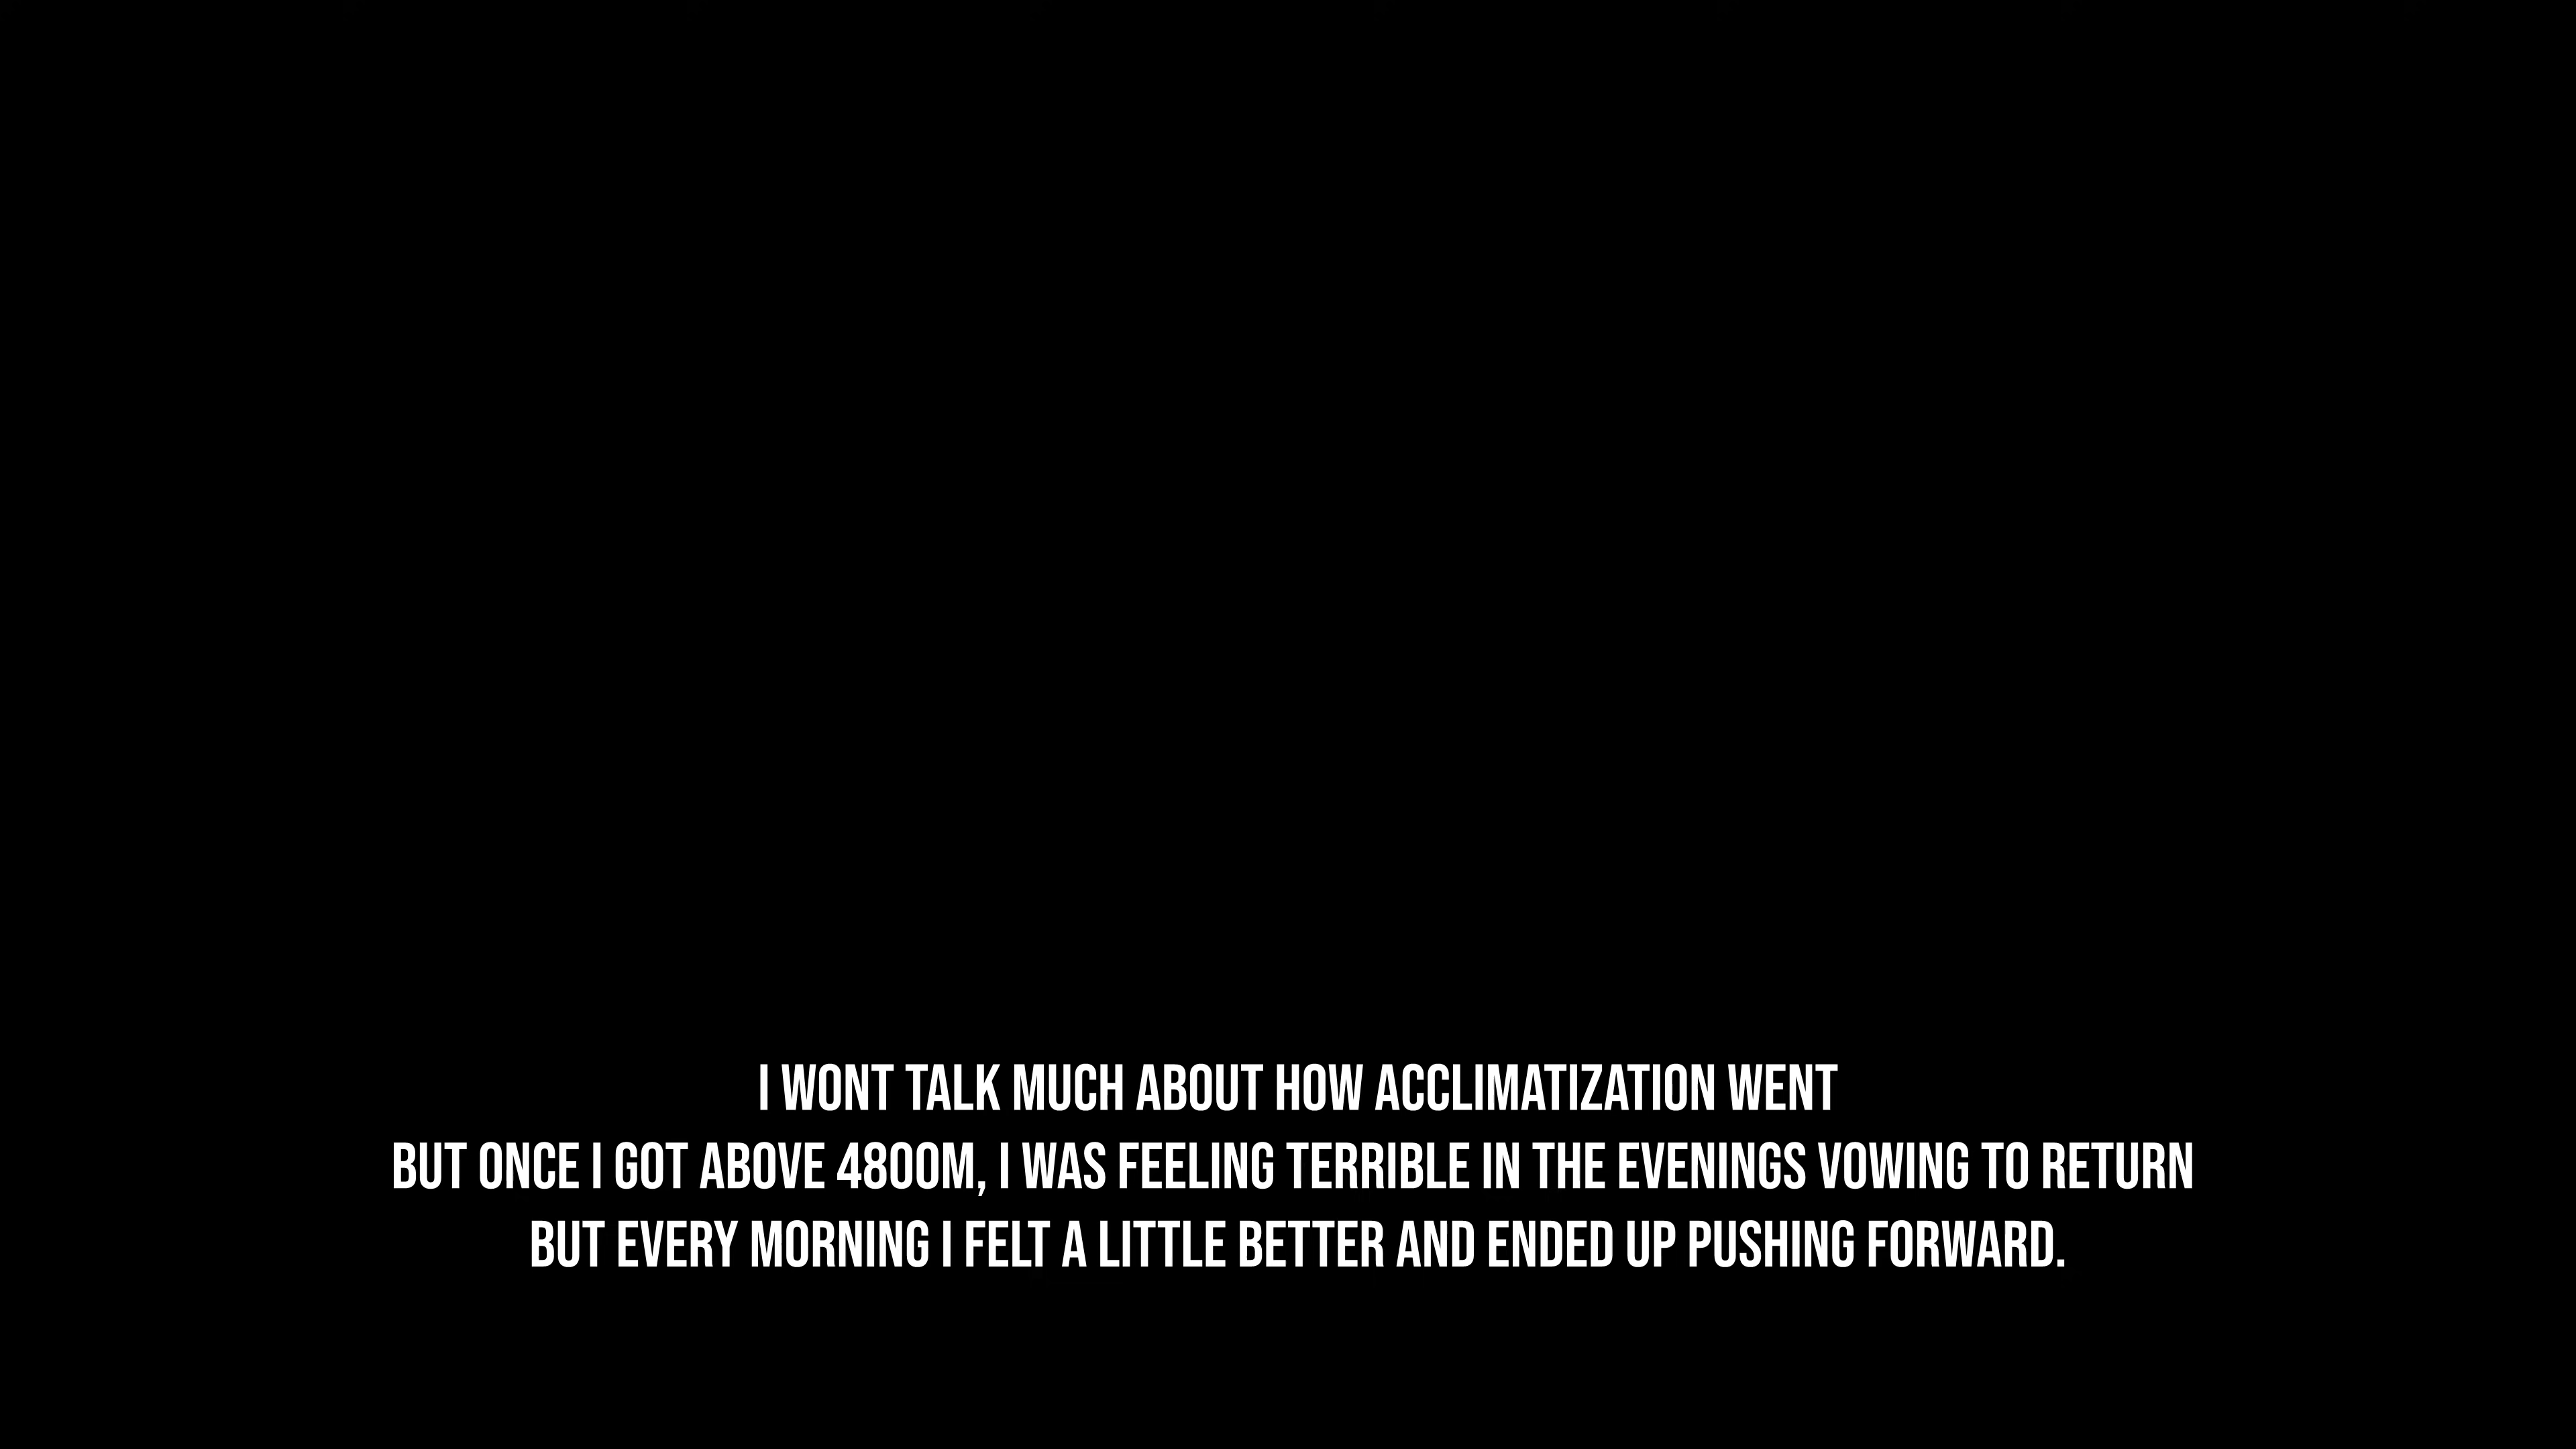 I WONT TALK MUCH ABOUT HOW ACCLIMATIZATION WENT
BUT ONCE I GOT ABOVE 4800M, I WAS FEELING TERRIBLE IN THE EVENINGS VOWING TO RETURN
BUT EVERY MORNING I FELT A LITTLE BETTER AND ENDED UP PUSHING FORWARD.